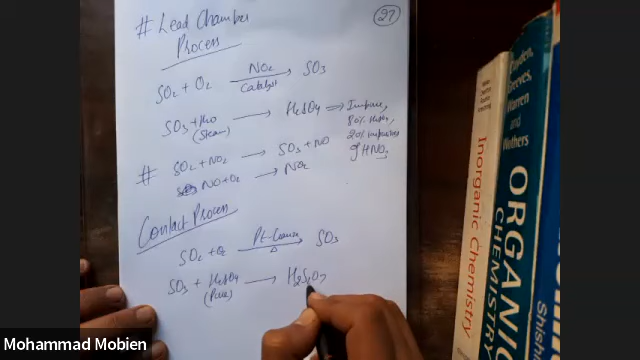 # Lead Chamber
Process
27
SO2 + O2 NO2 Catalyst SO3
SO3 + H2O (Steam) H2SO4 Impure,
80% H2SO4,
20% impurities
of HNO3
# SO2 + NO2 SO3 + NO
NO + O2 NO2
Contact Process
SO2 + O2 Pt-Gauze Δ SO3
SO3 + H2SO4 (Pure) H2S2O7
Inorganic Chemistry
Greeves,
Warren
and
Wothers
ORGANIC
CHEMISTRY
Mohammad Mobien